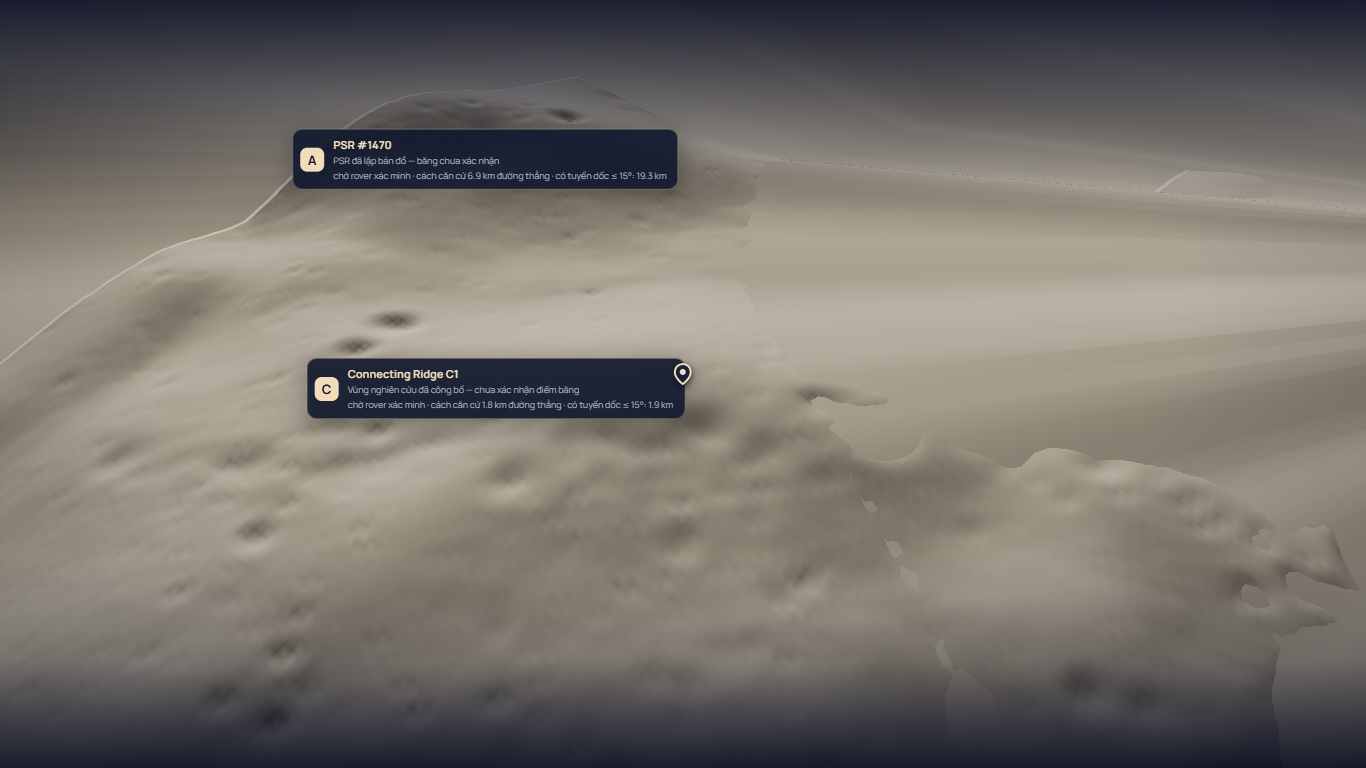 A
PSR #1470
PSR đã lập bản đồ — băng chưa xác nhận
chờ rover xác minh · cách căn cứ 6.9 km đường thẳng · có tuyến dốc ≤ 15°: 19.3 km
C
Connecting Ridge C1
Vùng nghiên cứu đã công bố — chưa xác nhận điểm băng
chờ rover xác minh · cách căn cứ 1.8 km đường thẳng · có tuyến dốc ≤ 15°: 1.9 km